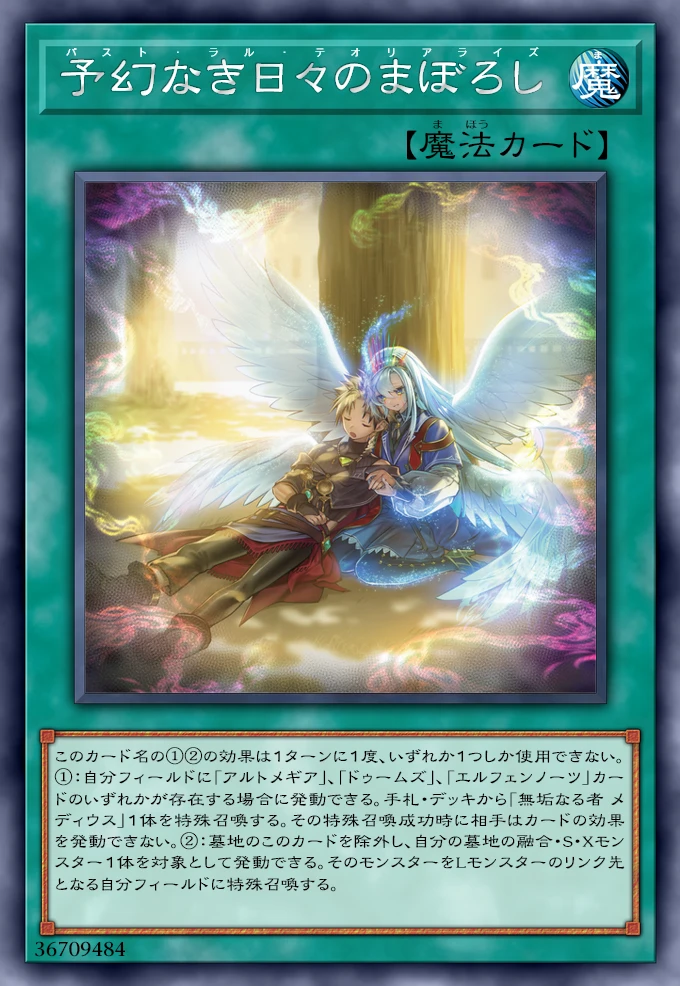 バスト・ラル・テオリアライズ
予幻なき日々のまぼろし
ま
魔
まほう
【魔法カード】
このカード名の①②の効果は1ターンに1度、いずれか1つしか使用できない。
①：自分フィールドに「アルトメギア」、「ドゥームズ」、「エルフェンノーツ」カー
ドのいずれかが存在する場合に発動できる。手札・デッキから「無垢なる者 メ
ディウス」1体を特殊召喚する。その特殊召喚成功時に相手はカードの効果
を発動できない。②：墓地のこのカードを除外し、自分の墓地の融合・S・Xモン
スター1体を対象として発動できる。そのモンスターをLモンスターのリンク先
となる自分フィールドに特殊召喚する。
36709484